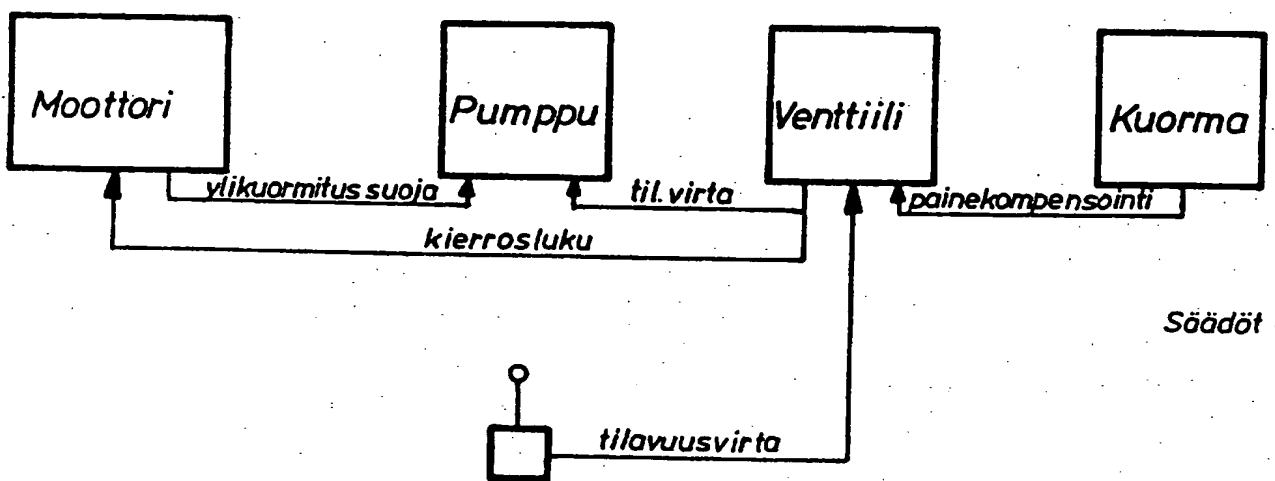 Moottori
Pumppu
Venttiili
Kuorma
ylikuormitus suoja
til. virta
painekompensointi
kierrosluku
Säädöt
tilavuusvirta